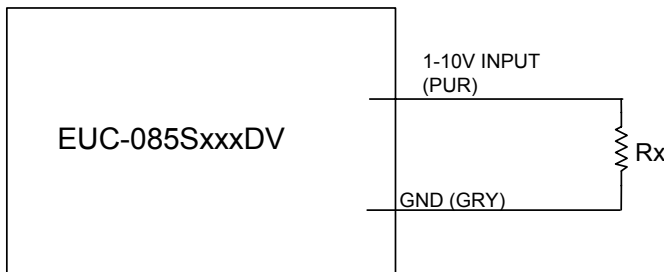 1-10V INPUT
(PUR)
EUC-085SxxxDV
Rx
GND (GRY)